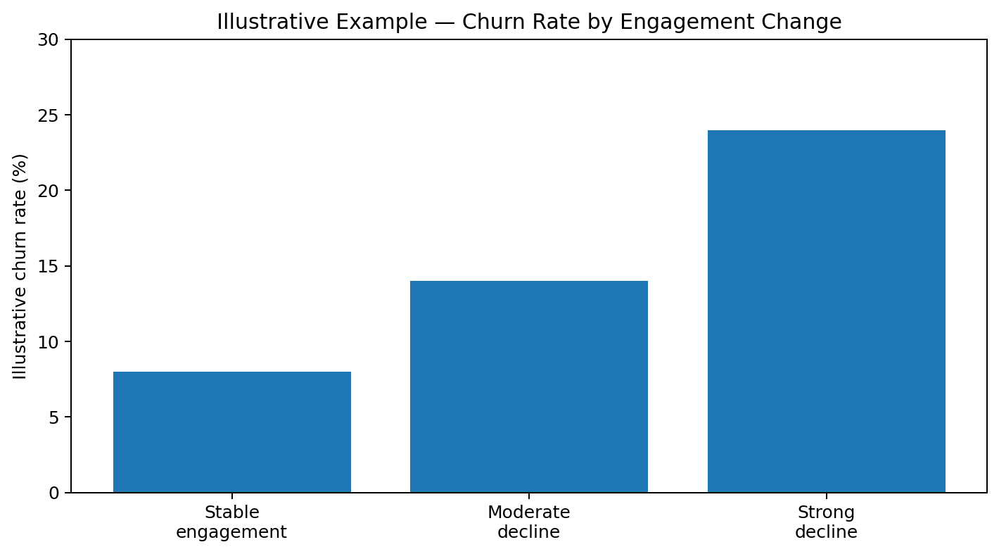 Illustrative Example — Churn Rate by Engagement Change
Illustrative churn rate (%)
30
25
20
15
10
5
0
Stable
engagement
Moderate
decline
Strong
decline